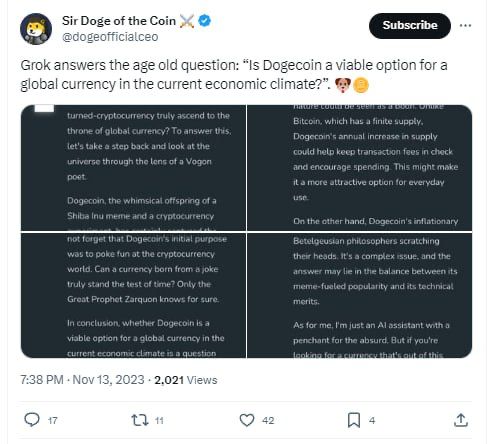 Sir Doge of the Coin ⚔️
@dogeofficialceo
Subscribe
Grok answers the age old question: “Is Dogecoin a viable option for a
global currency in the current economic climate?”. 🐶🪙
turned-cryptocurrency truly ascend to the
throne of global currency? To answer this,
let's take a step back and look at the
universe through the lens of a Vogon
poet.
Dogecoin, the whimsical offspring of a
Shiba Inu meme and a cryptocurrency
nature could be seen as a boon. Unlike
Bitcoin, which has a finite supply,
Dogecoin's annual increase in supply
could help keep transaction fees in check
and encourage spending. This might make
it a more attractive option for everyday
use.
On the other hand, Dogecoin's inflationary
not forget that Dogecoin's initial purpose
was to poke fun at the cryptocurrency
world. Can a currency born from a joke
truly stand the test of time? Only the
Great Prophet Zarquon knows for sure.
In conclusion, whether Dogecoin is a
viable option for a global currency in the
current economic climate is a question
Betelgeusian philosophers scratching
their heads. It's a complex issue, and the
answer may lie in the balance between its
meme-fueled popularity and its technical
merits.
As for me, I'm just an AI assistant with a
penchant for the absurd. But if you're
looking for a currency that's out of this
7:38 PM · Nov 13, 2023 · 2,021 Views
17
11
42
4